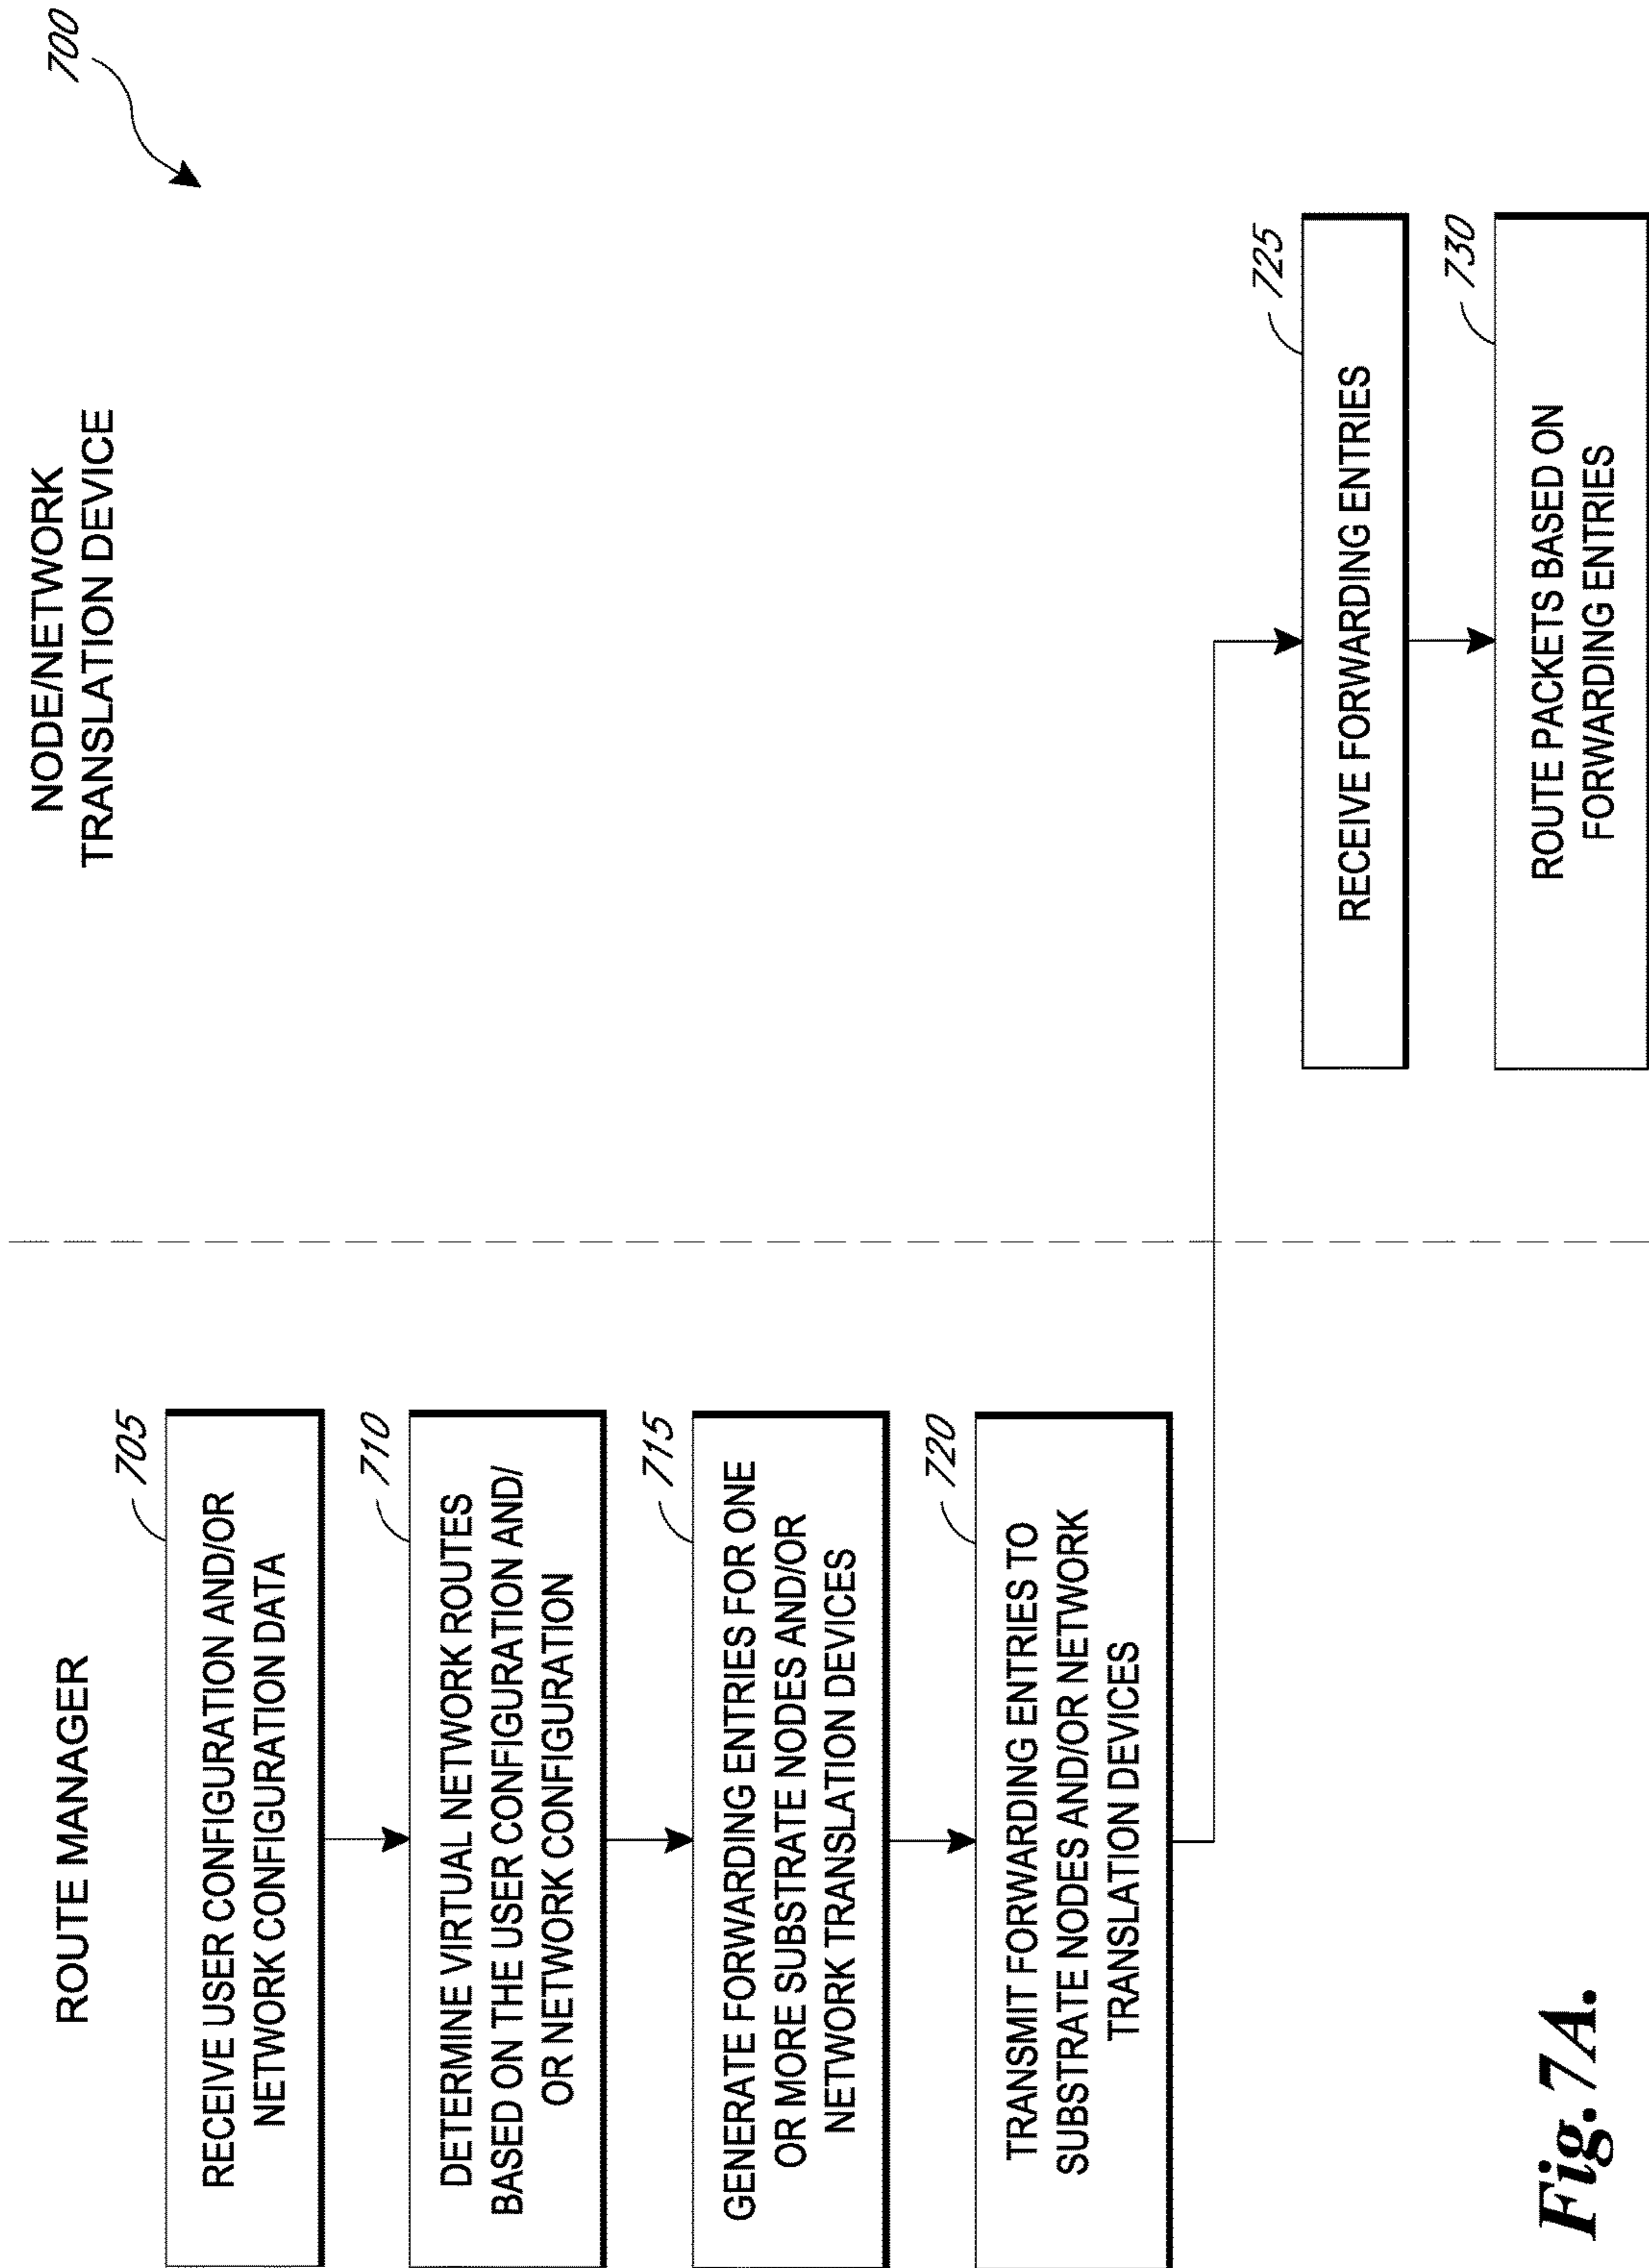 700
ROUTE MANAGER
705
RECEIVE USER CONFIGURATION AND/OR
NETWORK CONFIGURATION DATA
710
DETERMINE VIRTUAL NETWORK ROUTES
BASED ON THE USER CONFIGURATION AND/
OR NETWORK CONFIGURATION
715
GENERATE FORWARDING ENTRIES FOR ONE
OR MORE SUBSTRATE NODES AND/OR
NETWORK TRANSLATION DEVICES
720
TRANSMIT FORWARDING ENTRIES TO
SUBSTRATE NODES AND/OR NETWORK
TRANSLATION DEVICES
NODE/NETWORK
TRANSLATION DEVICE
725
RECEIVE FORWARDING ENTRIES
730
ROUTE PACKETS BASED ON
FORWARDING ENTRIES
Fig. 7A.